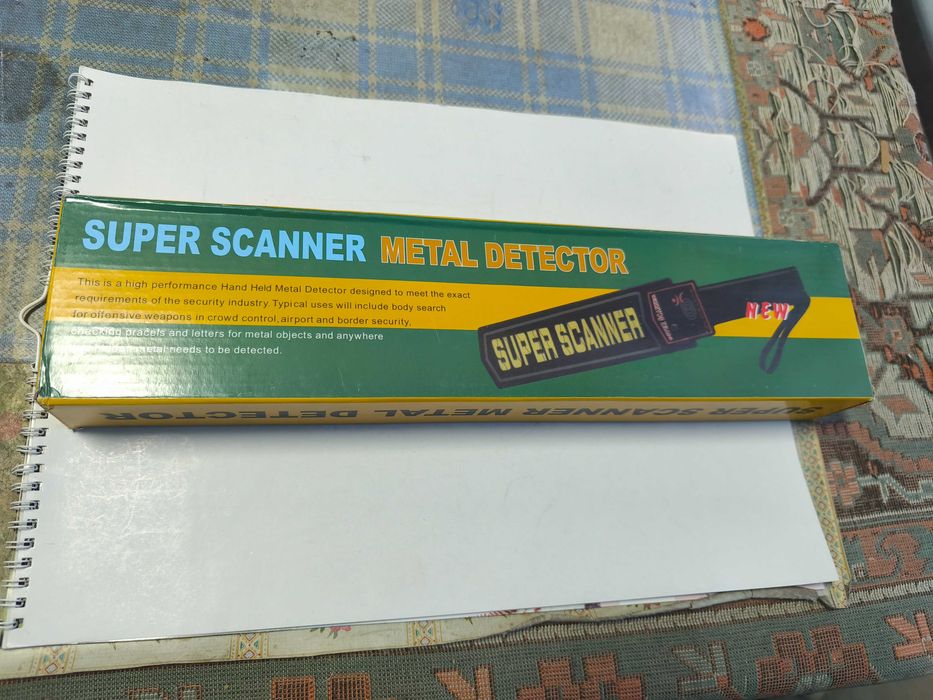 SUPER SCANNER METAL DETECTOR
This is a high performance Hand Held Metal Detector designed to meet the exact
requirements of the security industry. Typical uses will include body search
for offensive weapons in crowd control, airport and border security,
checking pracels and letters for metal objects and anywhere
metal needs to be detected.
SUPER SCANNER
NEW
SUPER SCANNER METAL DETECTOR